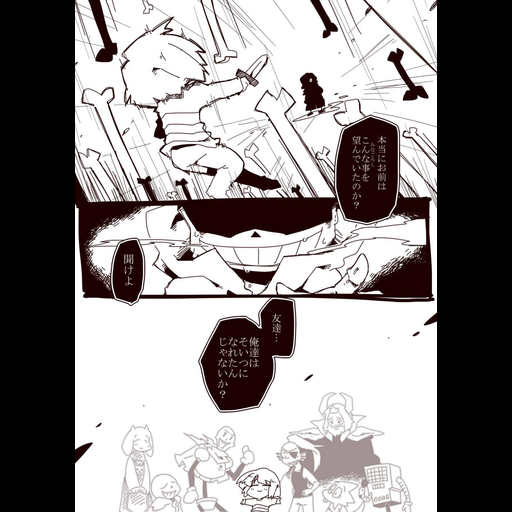 本当にお前は
こんな事を
望んでいたのか?
聞けよ
友達…
俺達は
そいつに
なれたん
じゃないか?